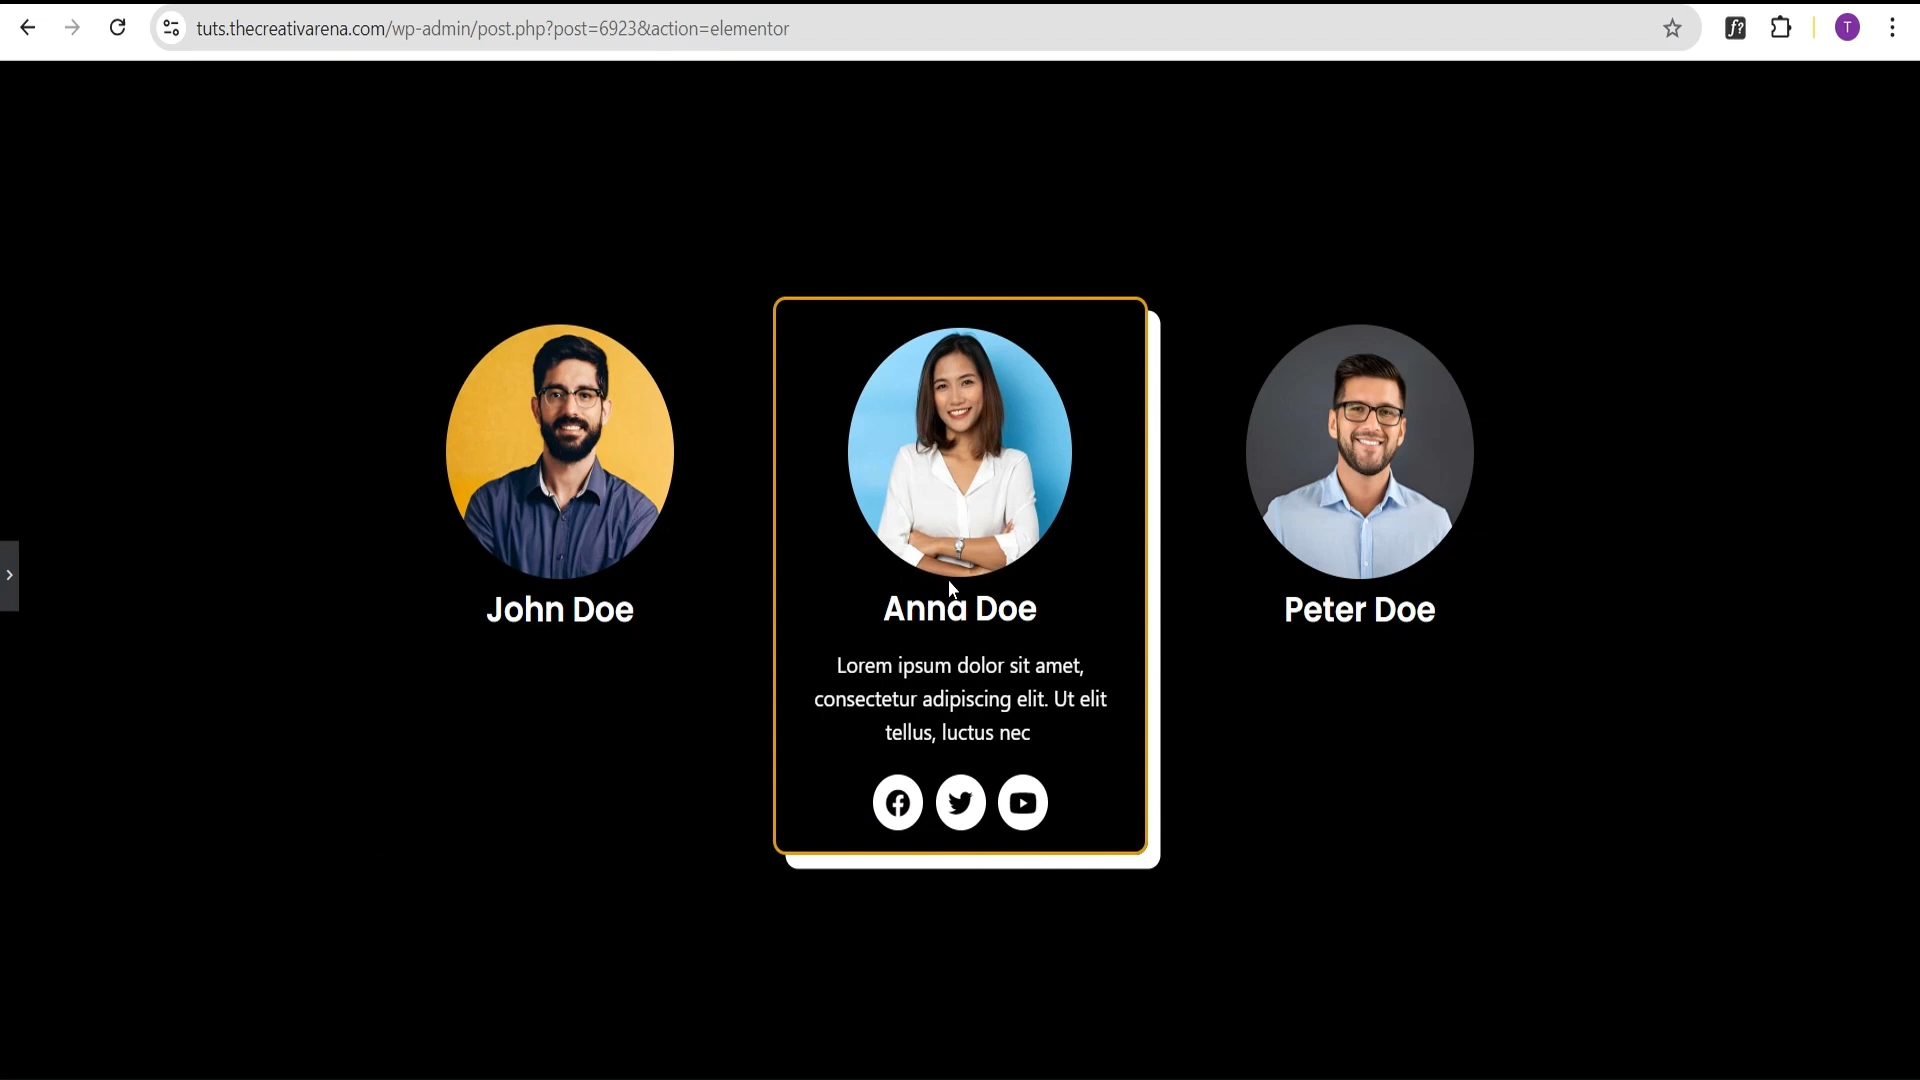 tuts.thecreativarena.com/wp-admin/post.php?post=6923&action=elementor
f?
T
John Doe
Anna Doe
Peter Doe
Lorem ipsum dolor sit amet,
consectetur adipiscing elit. Ut elit
tellus, luctus nec